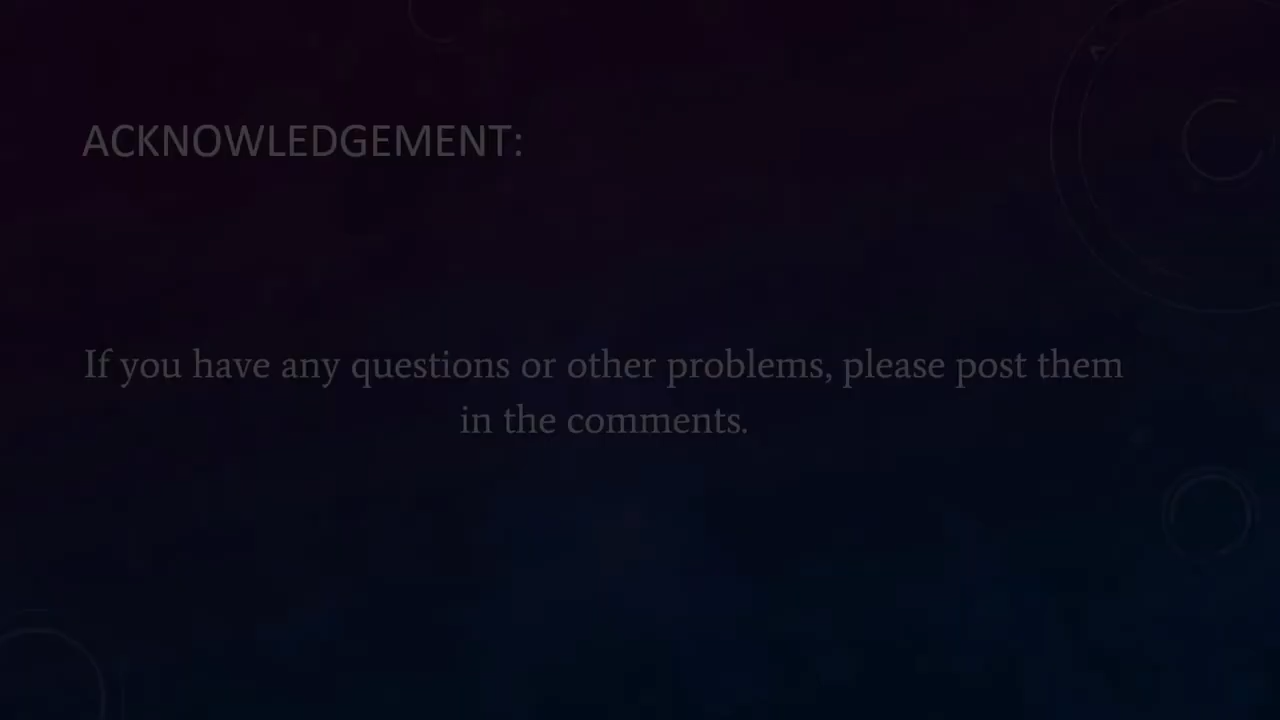 ACKNOWLEDGEMENT:
If you have any questions or other problems, please post them
in the comments.